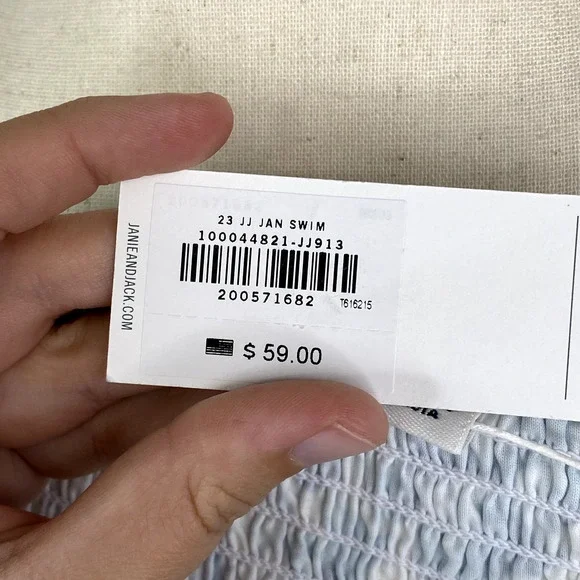 23 JJ JAN SWIM
100044821-JJ913
200571682
T616215
$ 59.00
JANIEANDJACK.COM